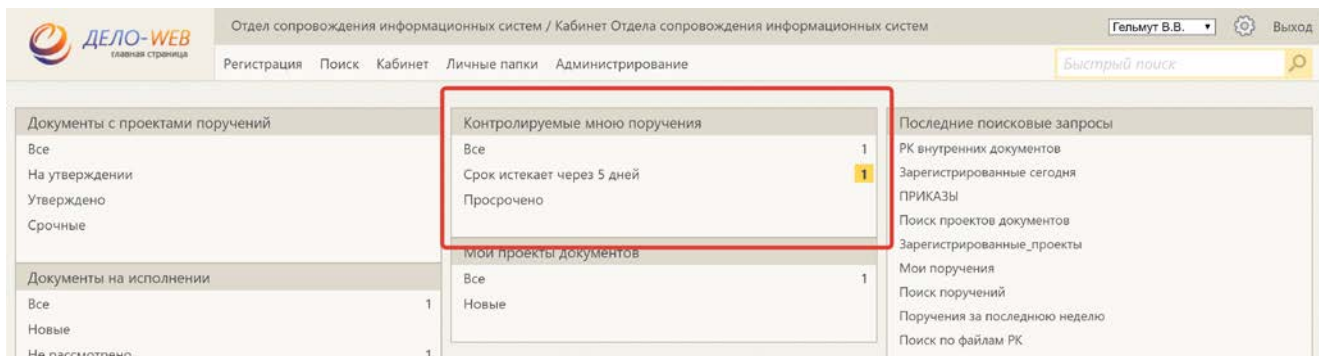 ДЕЛО-WEB
главная страница
Отдел сопровождения информационных систем / Кабинет Отдела сопровождения информационных систем
Гельмут В.В.
Выход
Регистрация Поиск Кабинет Личные папки Администрирование
Быстрый поиск
Документы с проектами поручений
Все
На утверждении
Утверждено
Срочные
Документы на исполнении
Все 1
Новые
Не рассмотрено 1
Контролируемые мною поручения
Все 1
Срок истекает через 5 дней 1
Просрочено
Мои проекты документов
Все 1
Новые
Последние поисковые запросы
РК внутренних документов
Зарегистрированные сегодня
ПРИКАЗЫ
Поиск проектов документов
Зарегистрированные_проекты
Мои поручения
Поиск поручений
Поручения за последнюю неделю
Поиск по файлам РК